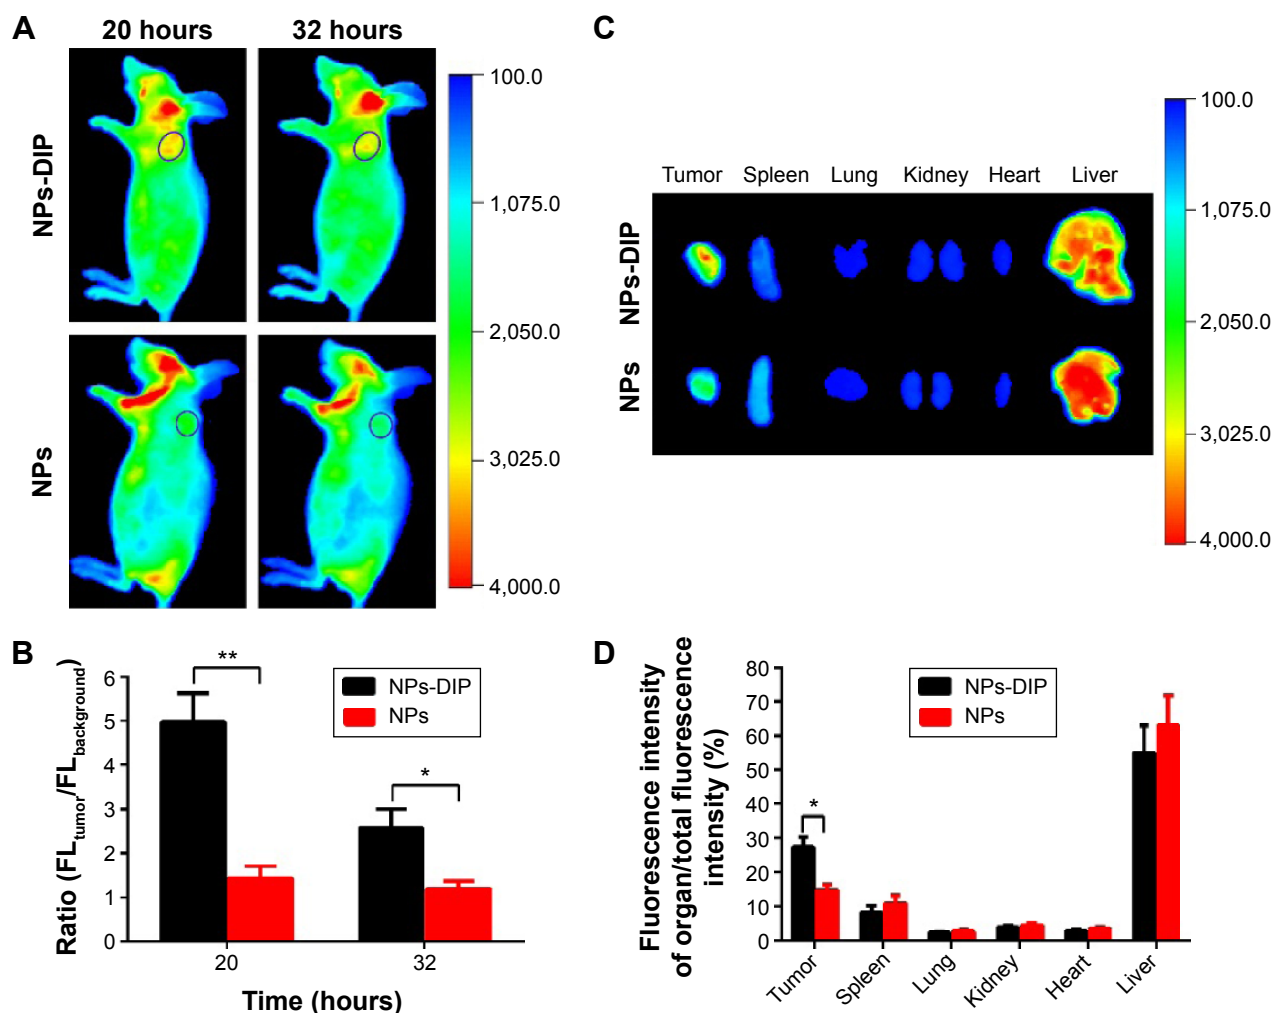 A
20 hours
32 hours
NPs-DIP
NPs
100.0
1,075.0
2,050.0
3,025.0
4,000.0
C
Tumor Spleen Lung Kidney Heart Liver
NPs-DIP
NPs
100.0
1,075.0
2,050.0
3,025.0
4,000.0
B
Ratio (FLtumor/FLbackground)
6
5
4
3
2
1
0
**
*
NPs-DIP
NPs
20
32
Time (hours)
D
Fluorescence intensity
of organ/total fluorescence
intensity (%)
80
70
60
50
40
30
20
10
0
*
NPs-DIP
NPs
Tumor
Spleen
Lung
Kidney
Heart
Liver